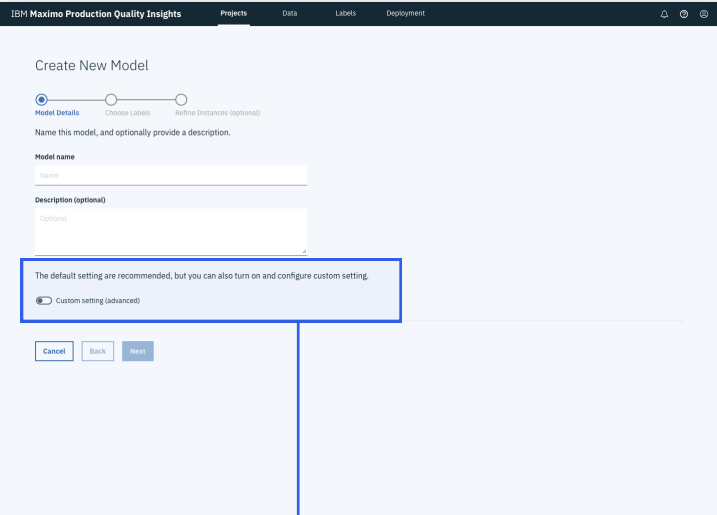 IBM Maximo Production Quality Insights Projects Data Labels Deployment
Create New Model
Model Details Choose Labels Refine Instances (optional)
Name this model, and optionally provide a description.
Model name
Name
Description (optional)
Optional
The default setting are recommended, but you can also turn on and configure custom setting.
Custom setting (advanced)
Cancel Back Next